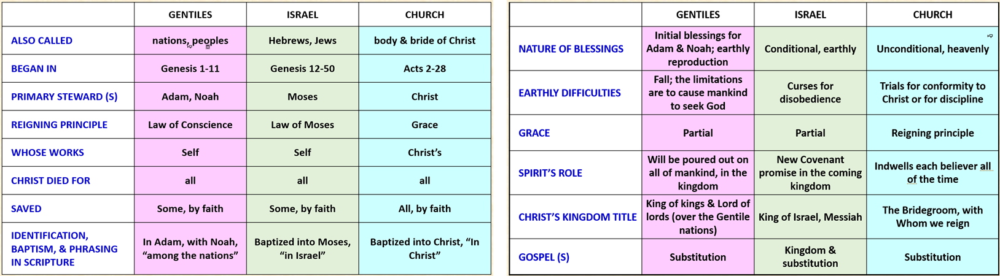 GENTILES ISRAEL CHURCH
ALSO CALLED nations, peoples Hebrews, Jews body & bride of Christ
BEGAN IN Genesis 1-11 Genesis 12-50 Acts 2-28
PRIMARY STEWARD (S) Adam, Noah Moses Christ
REIGNING PRINCIPLE Law of Conscience Law of Moses Grace
WHOSE WORKS Self Self Christ’s
CHRIST DIED FOR all all all
SAVED Some, by faith Some, by faith All, by faith
IDENTIFICATION,
BAPTISM, & PHRASING
IN SCRIPTURE
In Adam, with Noah,
“among the nations”
Baptized into Moses,
“in Israel”
Baptized into Christ, “In
Christ”
GENTILES ISRAEL CHURCH
NATURE OF BLESSINGS
Initial blessings for
Adam & Noah; earthly
reproduction
Conditional, earthly
Unconditional, heavenly
EARTHLY DIFFICULTIES
Fall; the limitations
are to cause mankind
to seek God
Curses for
disobedience
Trials for conformity to
Christ or for discipline
GRACE Partial Partial Reigning principle
SPIRIT’S ROLE
Will be poured out on
all of mankind, in the
kingdom
New Covenant
promise in the coming
kingdom
Indwells each believer all
of the time
CHRIST’S KINGDOM TITLE
King of kings & Lord of
lords (over the Gentile
nations)
King of Israel, Messiah
The Bridegroom, with
Whom we reign
GOSPEL (S)
Substitution
Kingdom &
substitution
Substitution